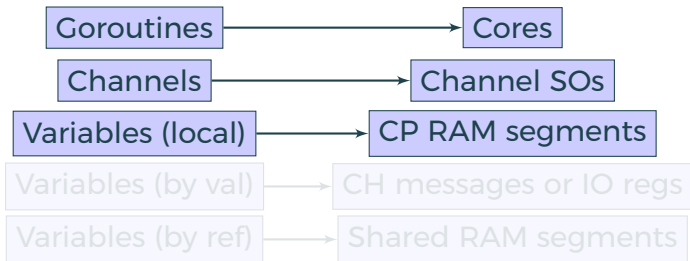 Goroutines Cores
Channels Channel SOs
Variables (local) CP RAM segments
Variables (by val) CH messages or IO regs
Variables (by ref) Shared RAM segments